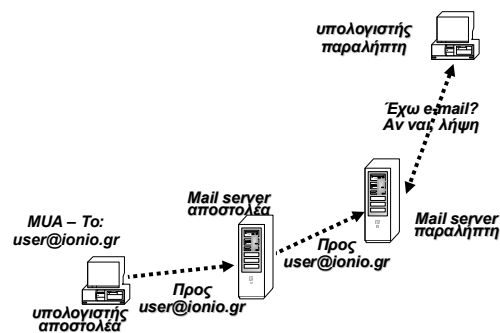 υπολογιστής
παραλήπτη
Έχω e-mail?
Αν ναι, λήψη
Mail server
αποστολέα
MUA – To:
user@ionio.gr
Mail server
παραλήπτη
Προς
user@ionio.gr
Προς
user@ionio.gr
υπολογιστής
αποστολέα